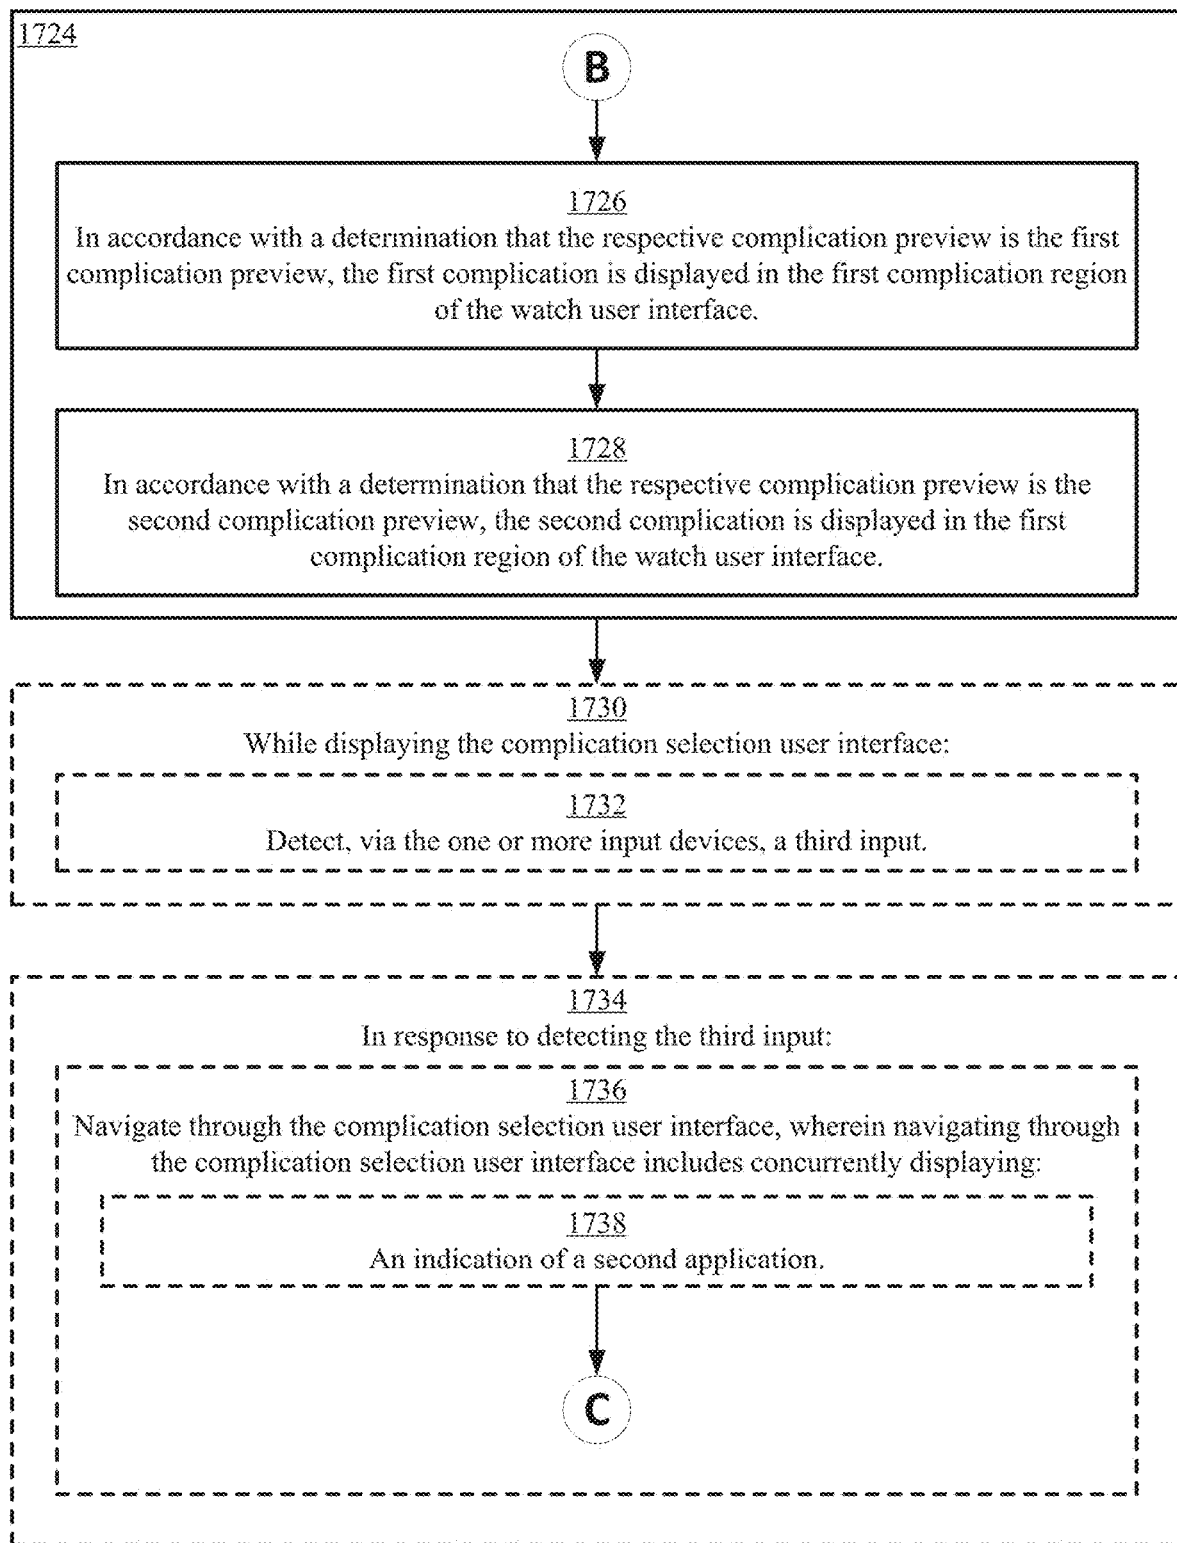 1724
B
1726
In accordance with a determination that the respective complication preview is the first
complication preview, the first complication is displayed in the first complication region
of the watch user interface.
1728
In accordance with a determination that the respective complication preview is the
second complication preview, the second complication is displayed in the first
complication region of the watch user interface.
1730
While displaying the complication selection user interface:
1732
Detect, via the one or more input devices, a third input.
1734
In response to detecting the third input:
1736
Navigate through the complication selection user interface, wherein navigating through
the complication selection user interface includes concurrently displaying:
1738
An indication of a second application.
C